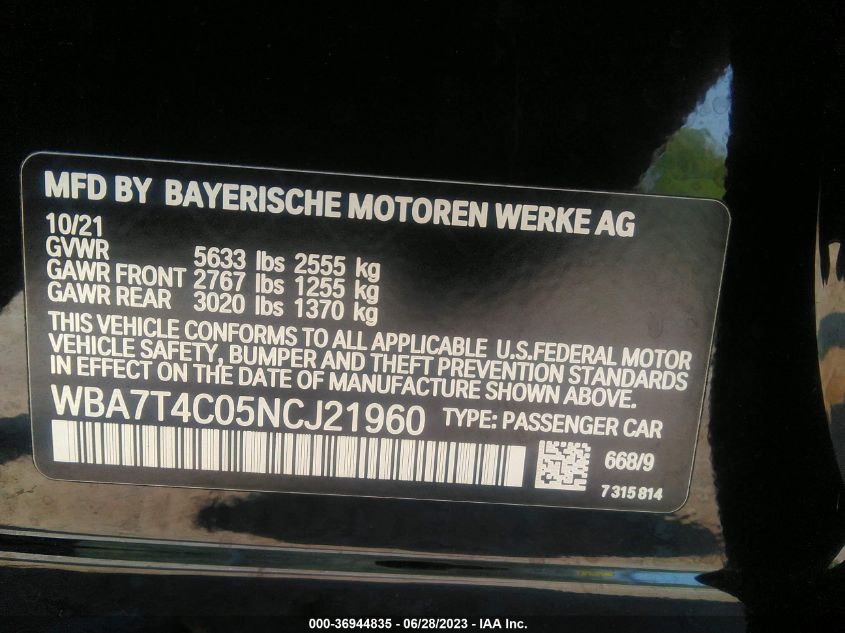 MFD BY BAYERISCHE MOTOREN WERKE AG
10/21
GVWR 5633 lbs 2555 kg
GAWR FRONT 2767 lbs 1255 kg
GAWR REAR 3020 lbs 1370 kg
THIS VEHICLE CONFORMS TO ALL APPLICABLE U.S.FEDERAL MOTOR
VEHICLE SAFETY, BUMPER AND THEFT PREVENTION STANDARDS
IN EFFECT ON THE DATE OF MANUFACTURE SHOWN ABOVE.
WBA7T4C05NCJ21960 TYPE: PASSENGER CAR
668/9
7 315 814
000-36944835 - 06/28/2023 - IAA Inc.